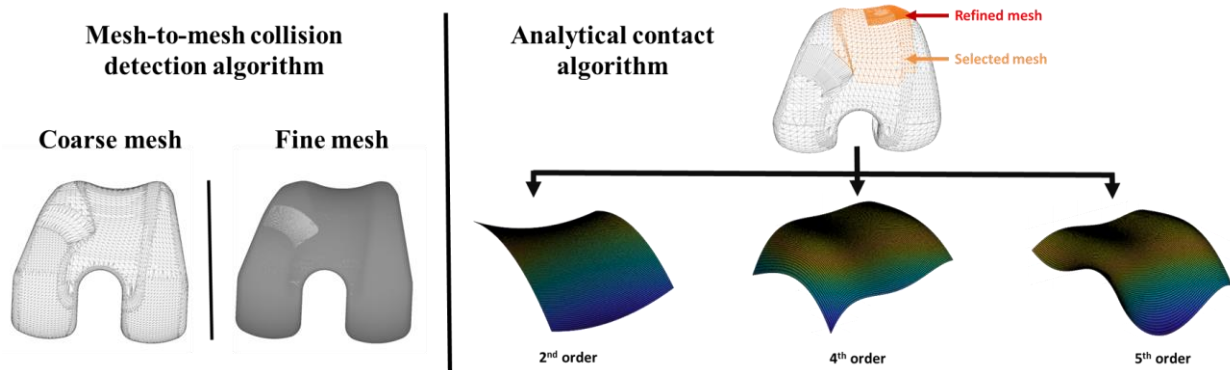 Mesh-to-mesh collision
detection algorithm
Coarse mesh
Fine mesh
Analytical contact
algorithm
Refined mesh
Selected mesh
2nd order
4th order
5th order